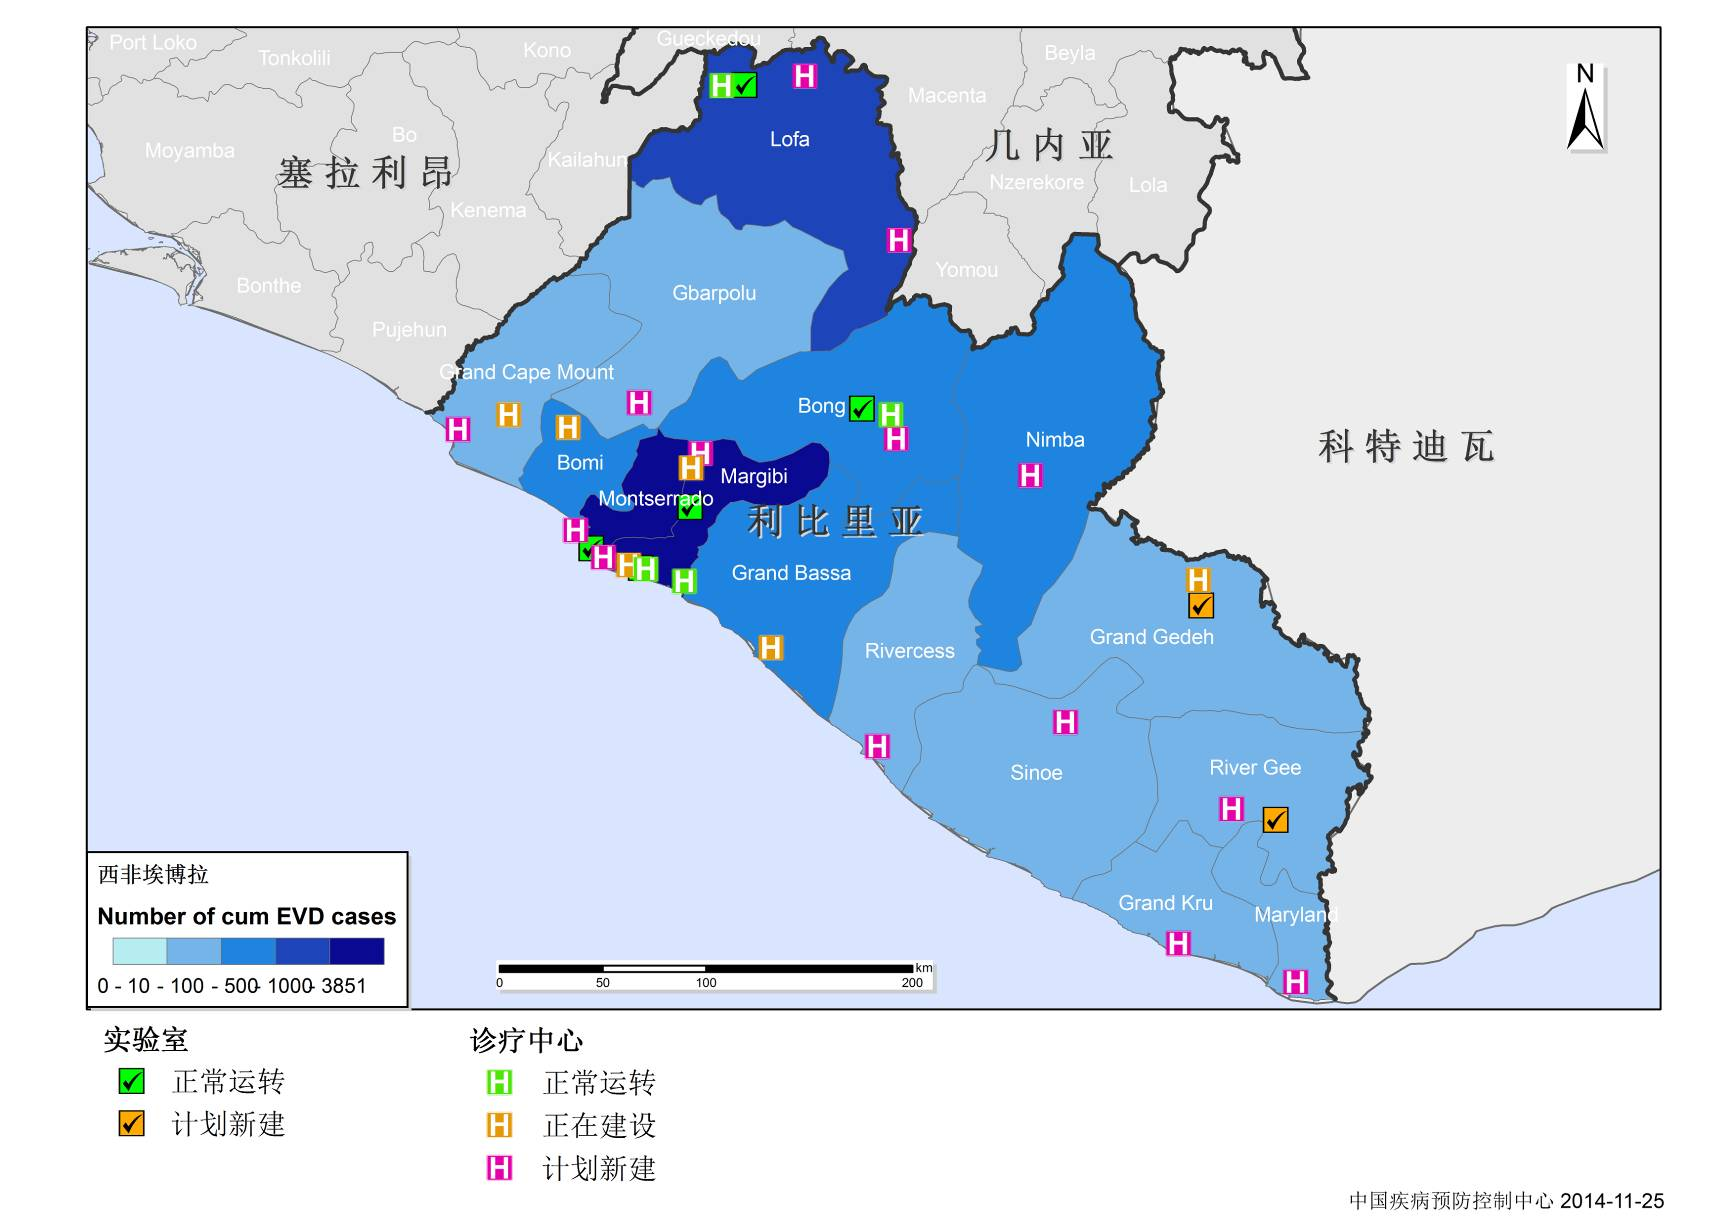 Port Loko
Tonkolili
Kono
Gueckedou
Beyla
N
Macenta
Moyamba
Bo
Kailahun
Lofa
几内亚
塞拉利昂
Nzerekore
Lola
Kenema
Yomou
Bonthe
Gbarpolu
Pujehun
Grand Cape Mount
Bong
Nimba
科特迪瓦
Bomi
Margibi
Montserrado
利比里亚
Grand Bassa
Grand Gedeh
Rivercess
Sinoe
River Gee
Grand Kru
Maryland
西非埃博拉
Number of cum EVD cases
0 - 10 - 100 - 500 - 1000 - 3851
km
0 50 100 200
实验室
正常运转
计划新建
诊疗中心
正常运转
正在建设
计划新建
中国疾病预防控制中心 2014-11-25